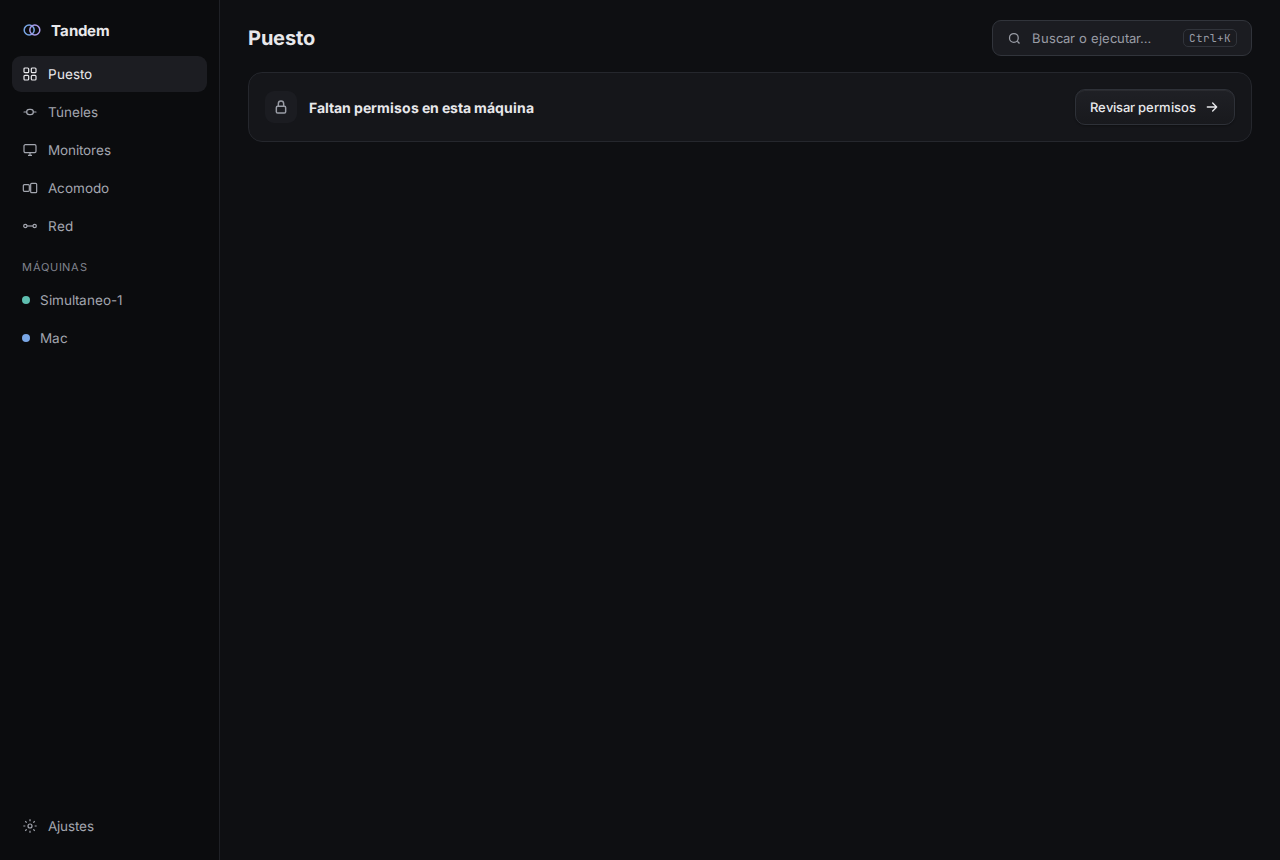 Tandem
Puesto
Túneles
Monitores
Acomodo
Red
MÁQUINAS
Simultaneo-1
Mac
Ajustes
Puesto
Buscar o ejecutar... Ctrl+K
Faltan permisos en esta máquina
Revisar permisos